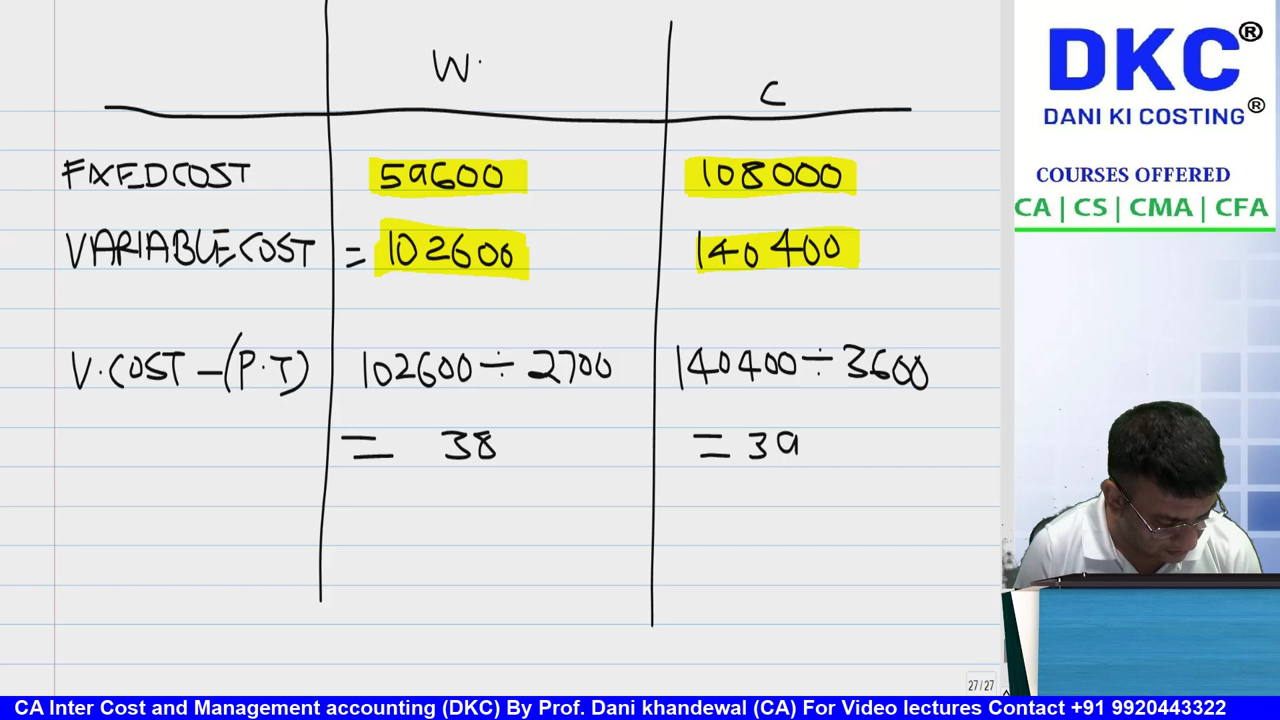 W.
C
FIXED COST 59600 108000
VARIABLE COST = 102600 140400
V.COST - (P.T) 102600 ÷ 2700 140400 ÷ 3600
= 38 = 39
27/27
DKC®
DANI KI COSTING®
COURSES OFFERED
CA | CS | CMA | CFA
CA Inter Cost and Management accounting (DKC) By Prof. Dani khandewal (CA) For Video lectures Contact +91 9920443322